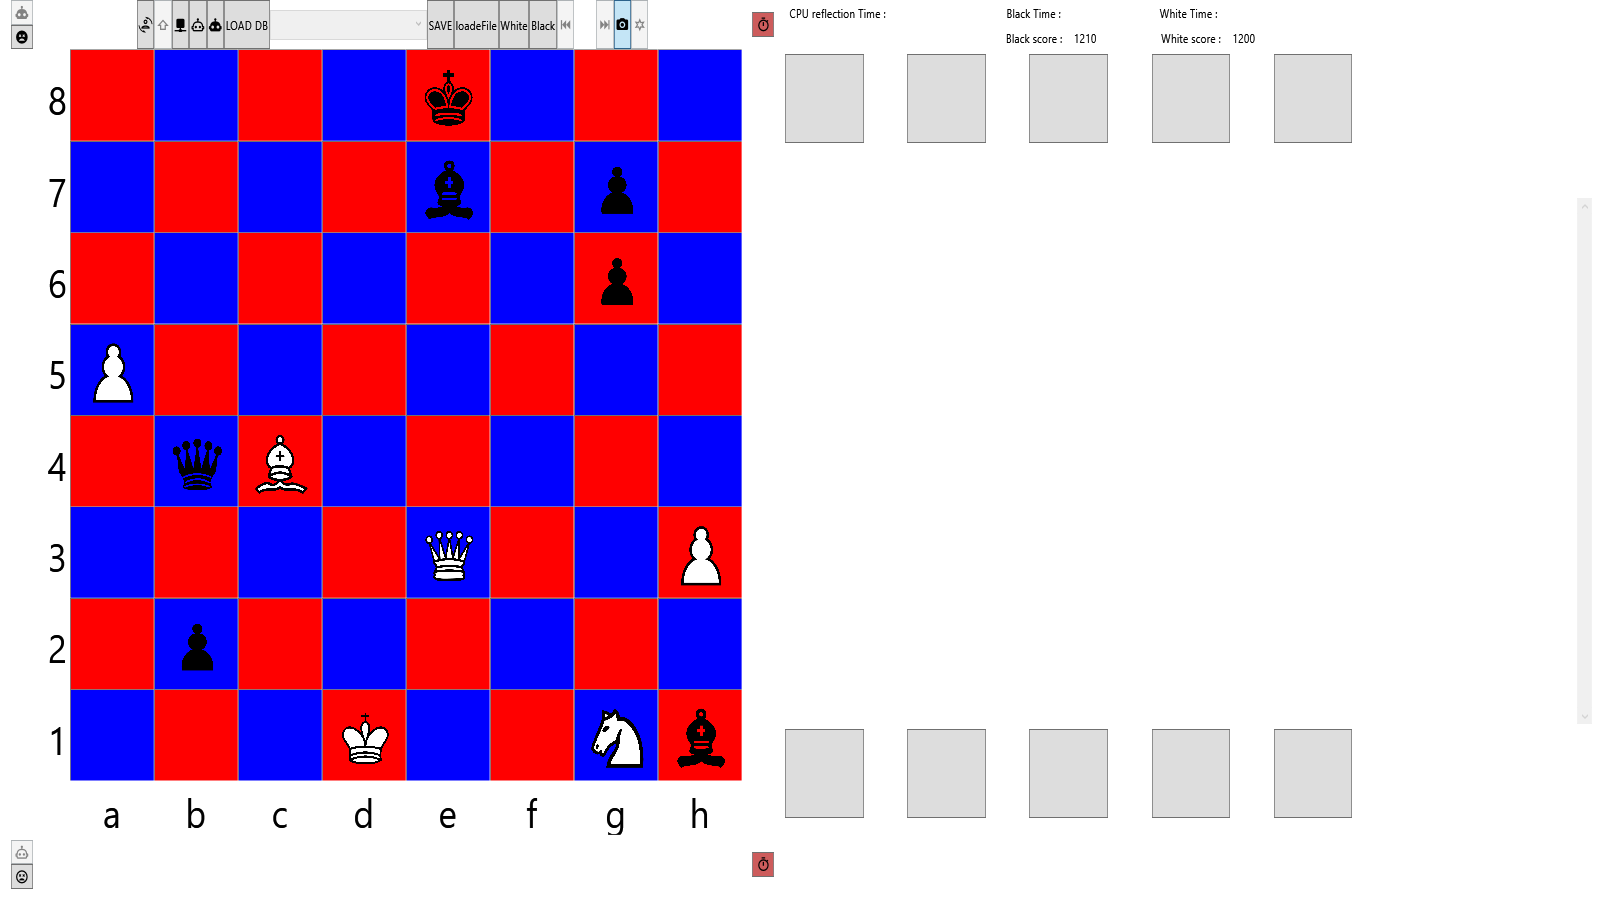 LOAD DB SAVE loadeFile White Black
CPU reflection Time : Black Time : White Time :
Black score : 1210 White score : 1200
8
7
6
5
4
3
2
1
a b c d e f g h